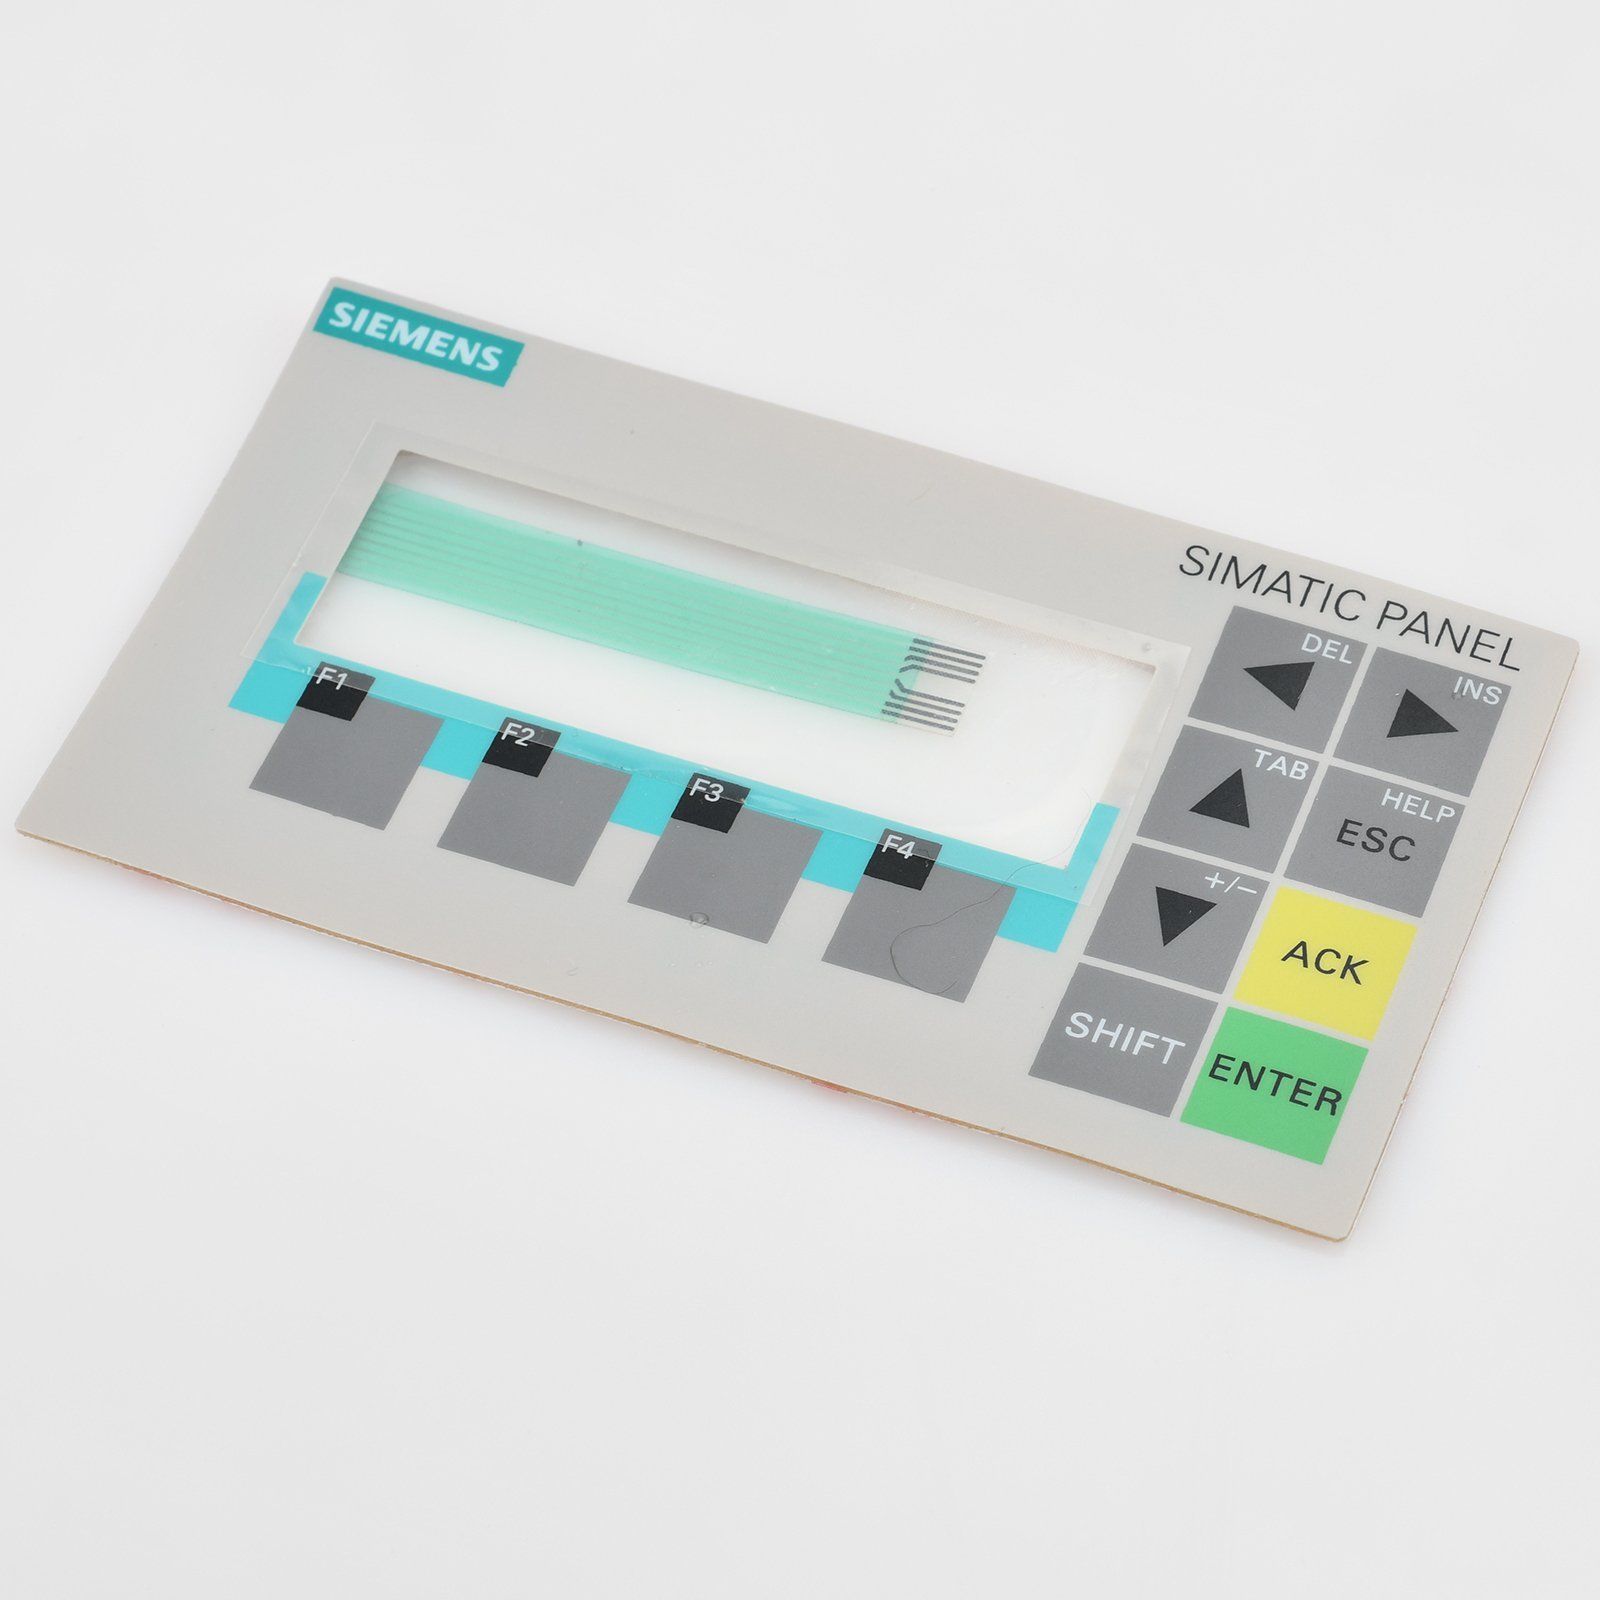 SIEMENS
SIMATIC PANEL
DEL
INS
TAB
HELP
ESC
+/−
ACK
SHIFT
ENTER
F1
F2
F3
F4